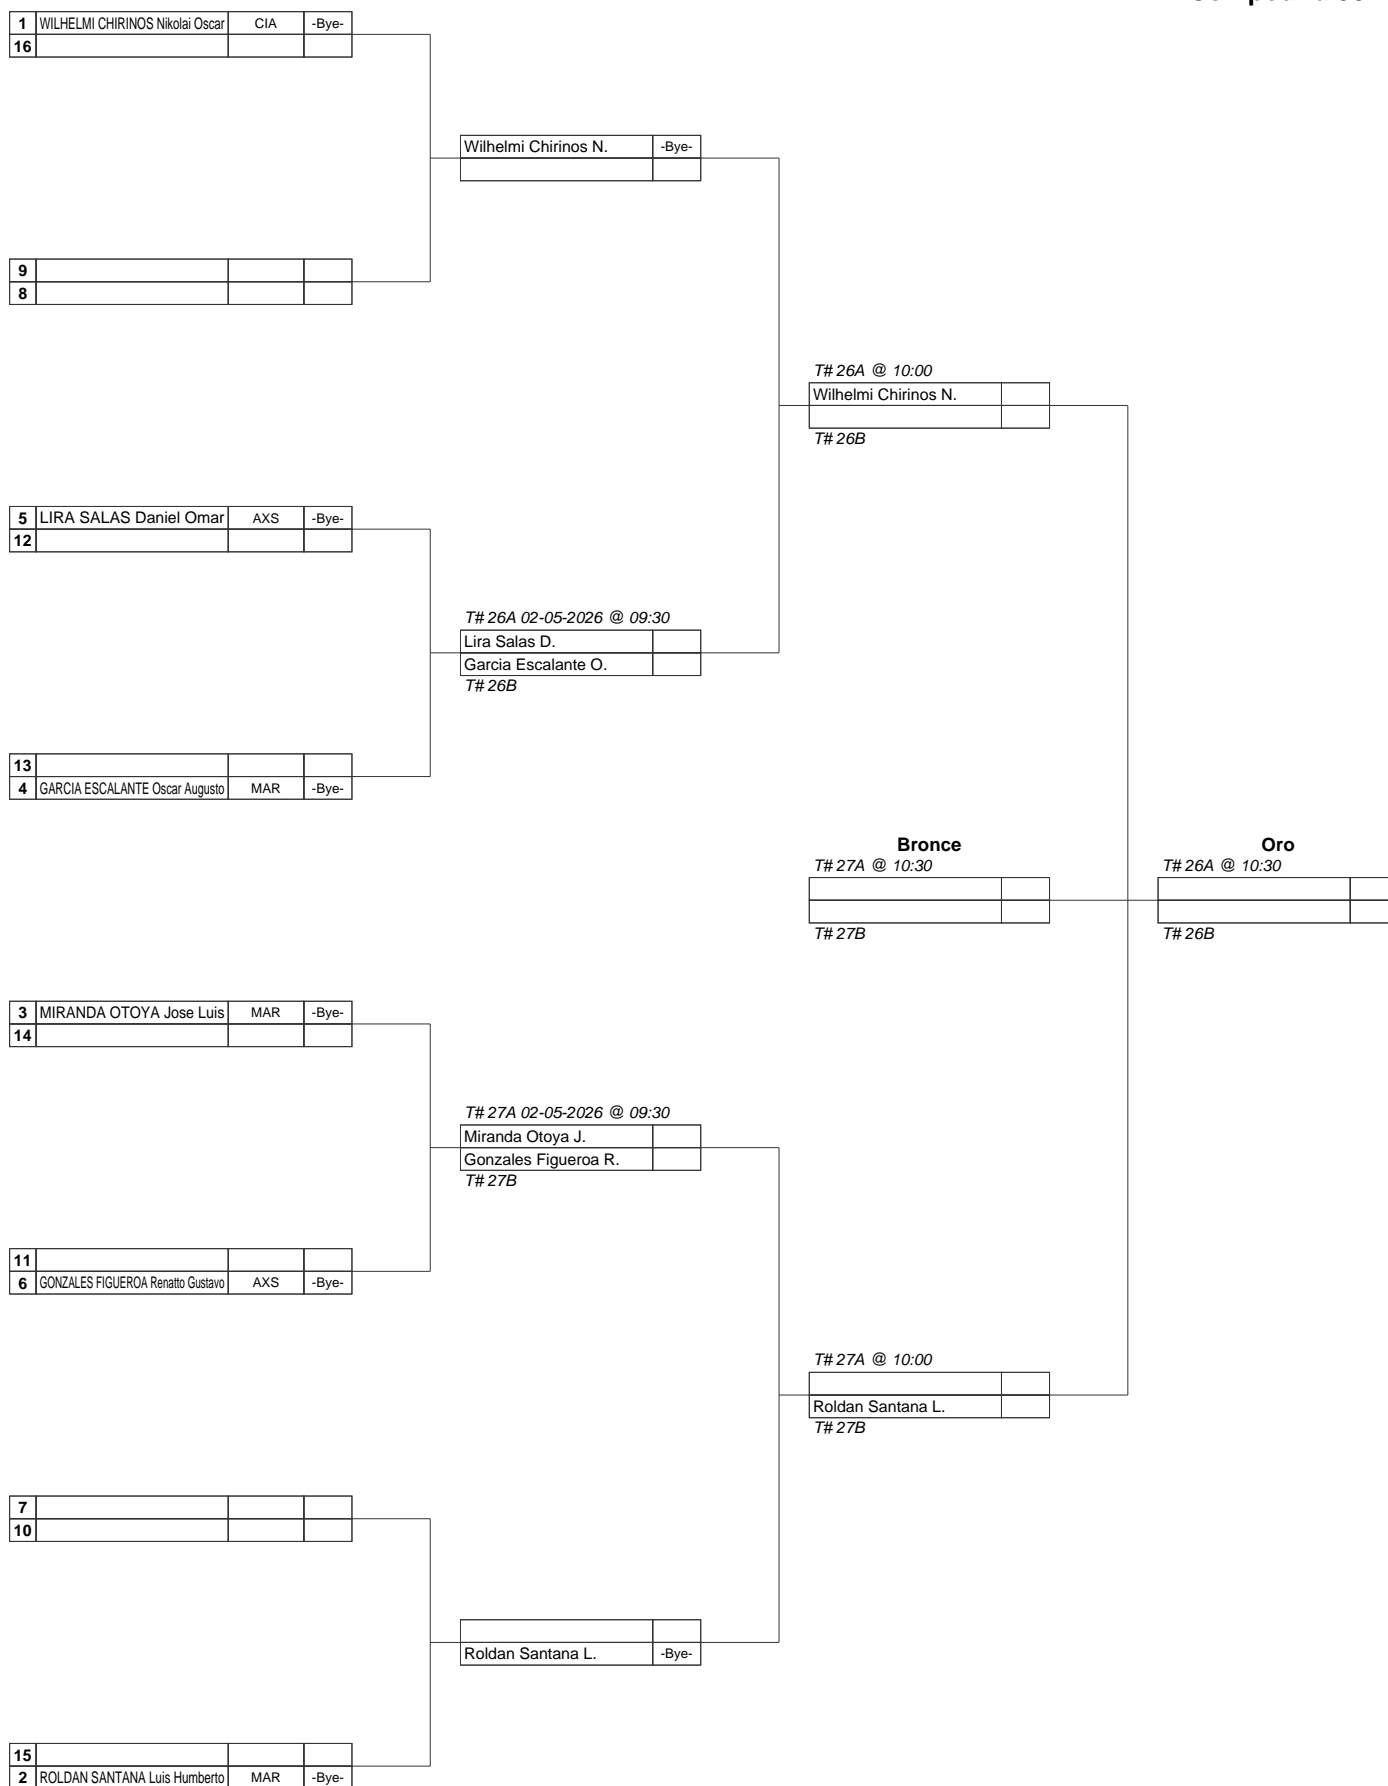 1 WILHELMI CHIRINOS Nikolai Oscar CIA -Bye-
16
Wilhelmi Chirinos N. -Bye-
9
8
T# 26A @ 10:00
Wilhelmi Chirinos N.
T# 26B
5 LIRA SALAS Daniel Omar AXS -Bye-
12
T# 26A 02-05-2026 @ 09:30
Lira Salas D.
Garcia Escalante O.
T# 26B
13
4 GARCIA ESCALANTE Oscar Augusto MAR -Bye-
Bronce
T# 27A @ 10:30
T# 27B
Oro
T# 26A @ 10:30
T# 26B
3 MIRANDA OTOYA Jose Luis MAR -Bye-
14
T# 27A 02-05-2026 @ 09:30
Miranda Otoya J.
Gonzales Figueroa R.
T# 27B
11
6 GONZALES FIGUEROA Renatto Gustavo AXS -Bye-
T# 27A @ 10:00
Roldan Santana L.
T# 27B
7
10
Roldan Santana L. -Bye-
15
2 ROLDAN SANTANA Luis Humberto MAR -Bye-